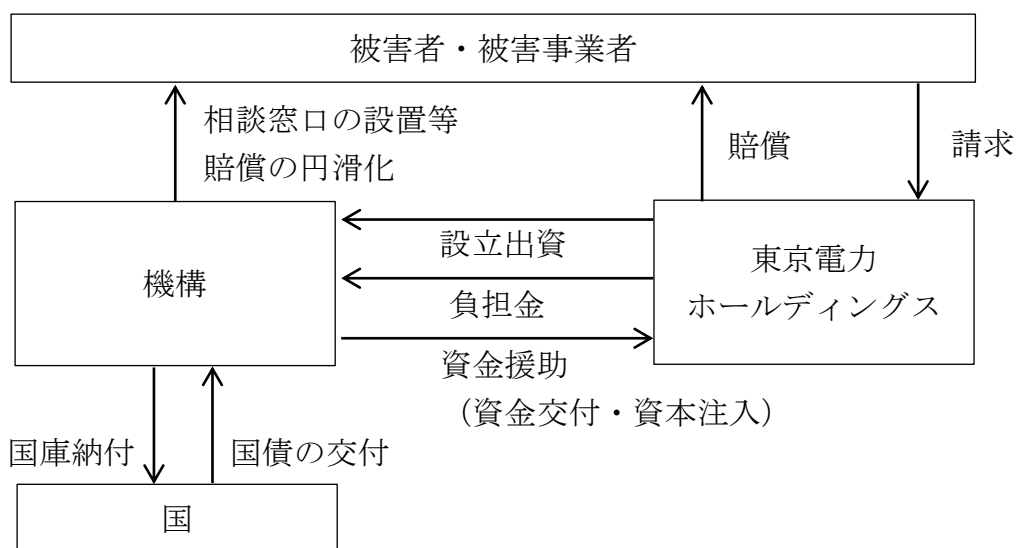 被害者・被害事業者
相談窓口の設置等
賠償の円滑化
賠償
請求
機構
設立出資
負担金
資金援助
（資金交付・資本注入）
東京電力
ホールディングス
国庫納付
国債の交付
国